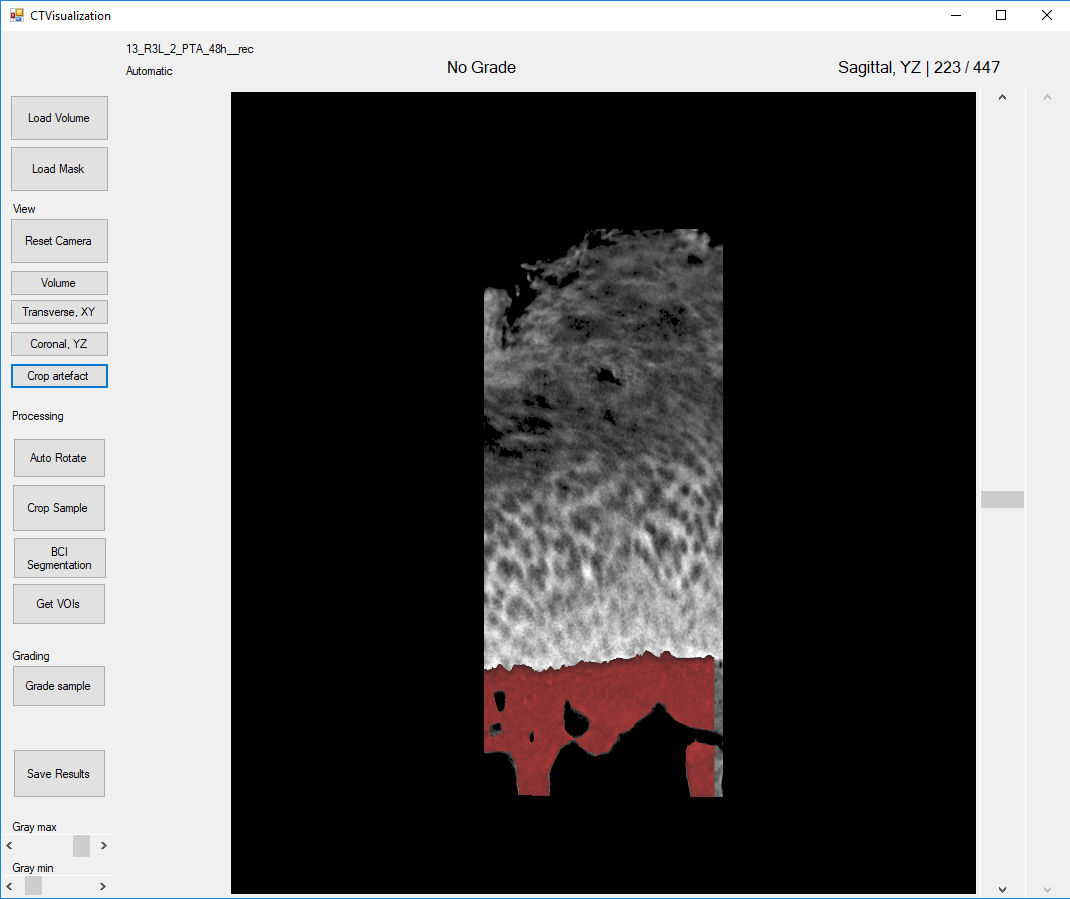 CTVisualization
13_R3L_2_PTA_48h__rec
Automatic
No Grade
Sagittal, YZ | 223 / 447
Load Volume
Load Mask
View
Reset Camera
Volume
Transverse, XY
Coronal, YZ
Crop artefact
Processing
Auto Rotate
Crop Sample
BCI
Segmentation
Get VOIs
Grading
Grade sample
Save Results
Gray max
Gray min